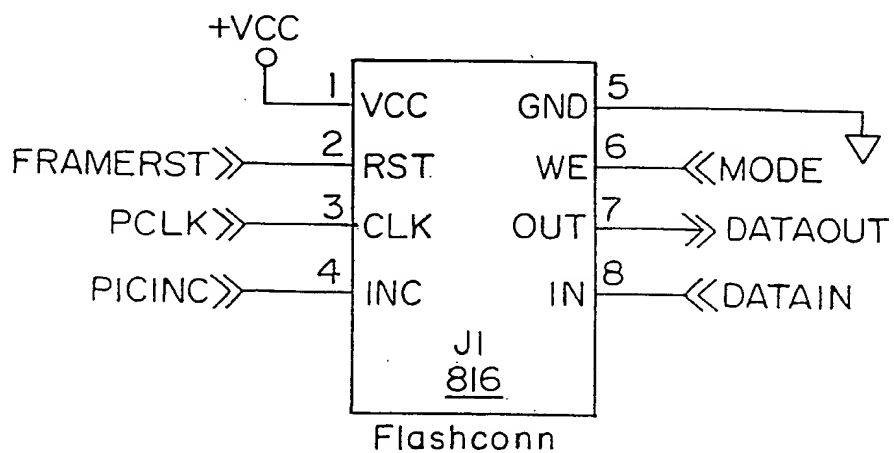 +VCC
1 VCC GND 5
FRAMERST 2 RST WE 6 MODE
PCLK 3 CLK OUT 7 DATAOUT
PICINC 4 INC IN 8 DATAIN
J1
816
Flashconn